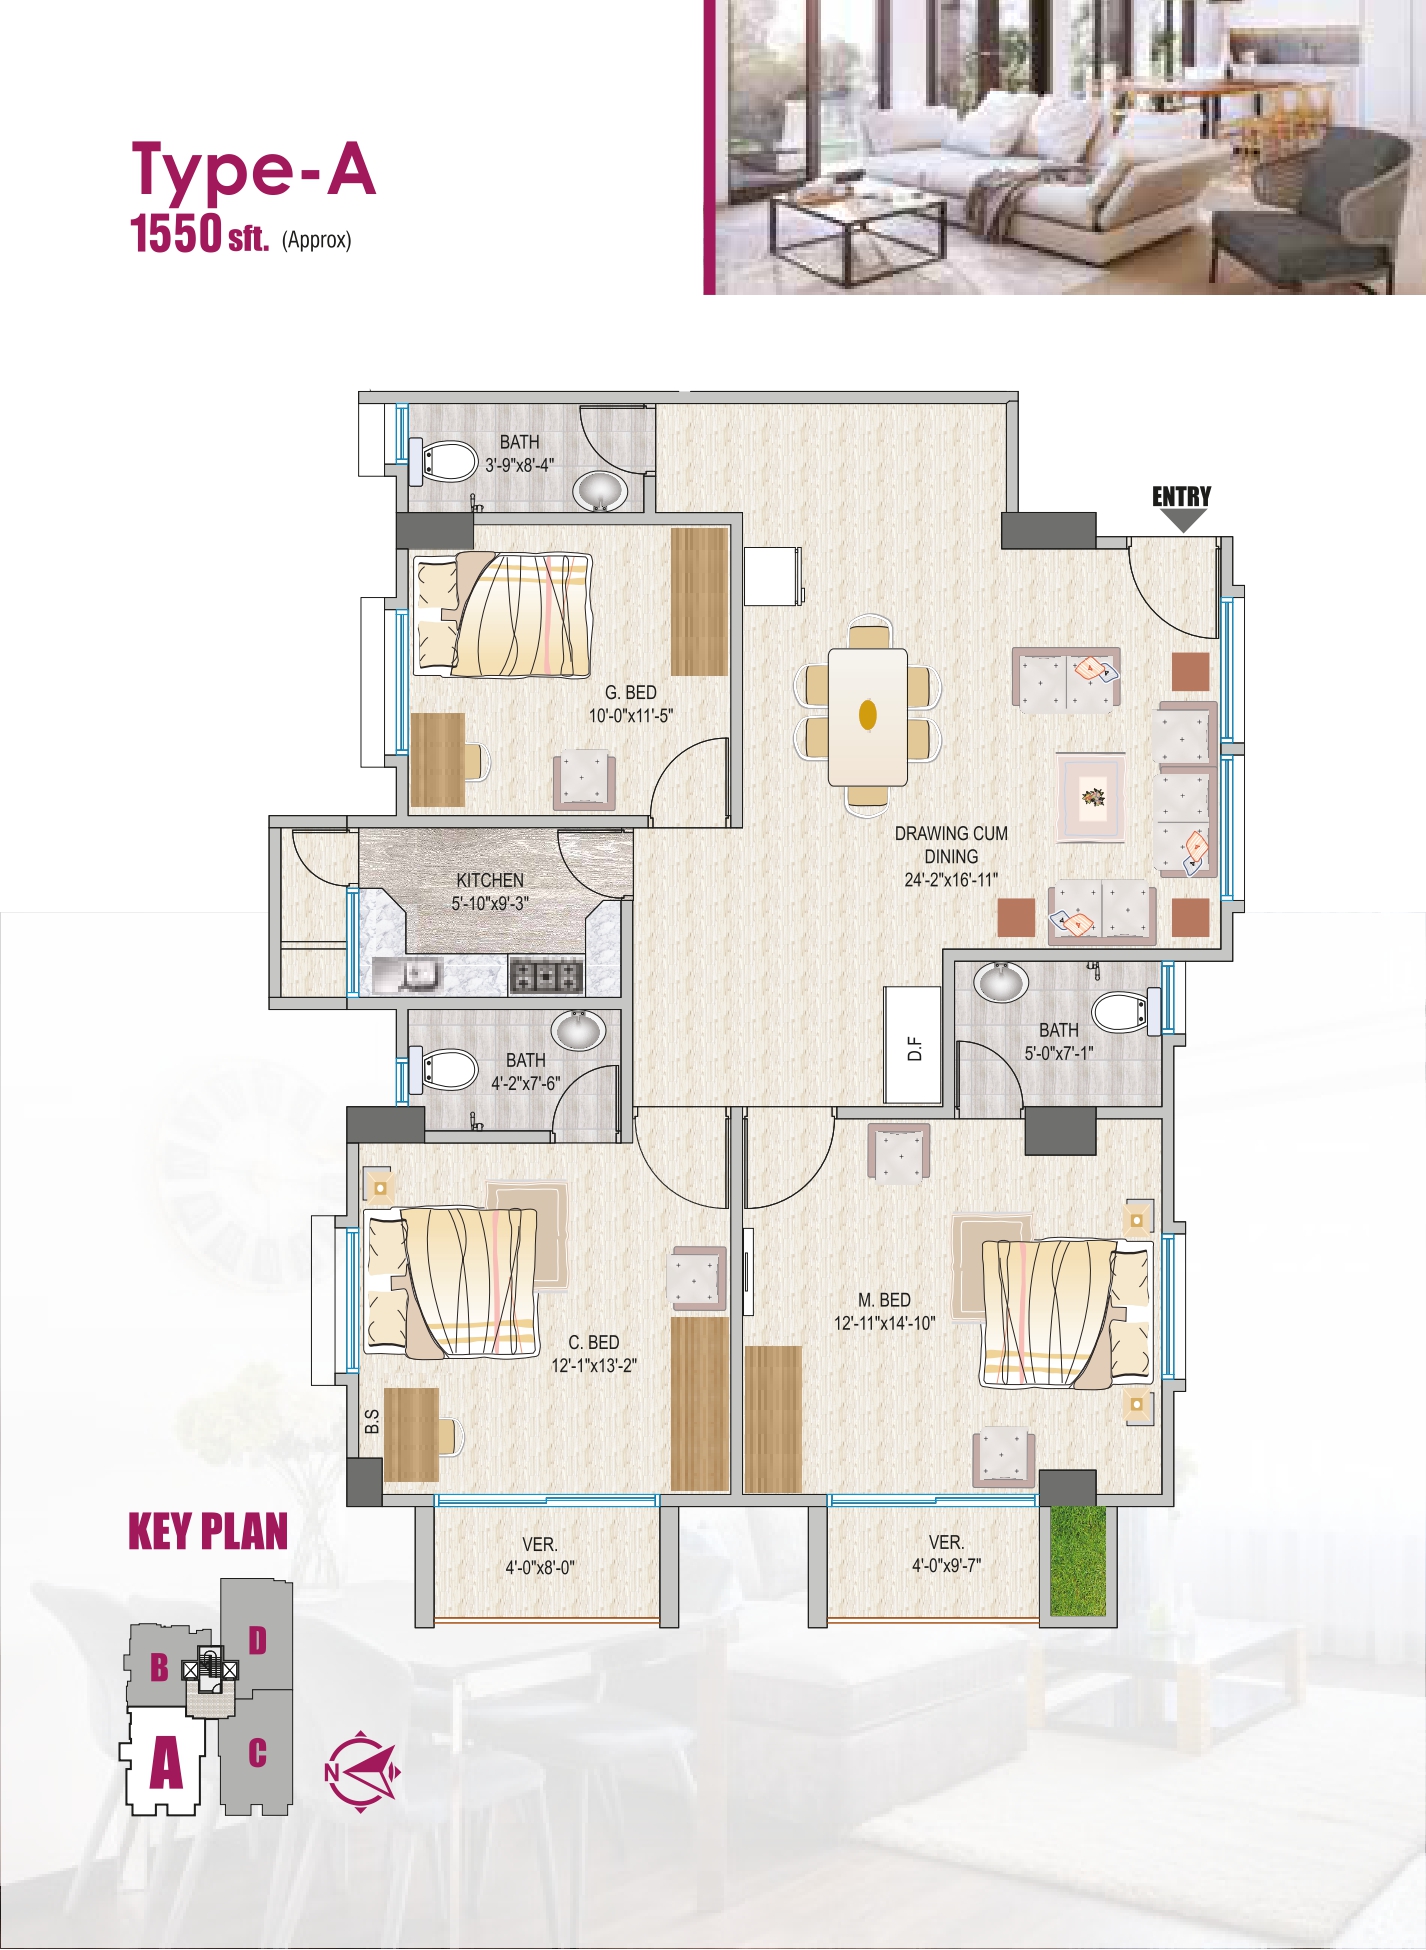 Type-A
1550 sft. (Approx)
ENTRY
BATH
3'-9"x8'-4"
G. BED
10'-0"x11'-5"
DRAWING CUM
DINING
24'-2"x16'-11"
KITCHEN
5'-10"x9'-3"
BATH
4'-2"x7'-6"
D.F
BATH
5'-0"x7'-1"
M. BED
12'-11"x14'-10"
C. BED
12'-1"x13'-2"
B.S
VER.
4'-0"x8'-0"
VER.
4'-0"x9'-7"
KEY PLAN
D
B
A
C
N